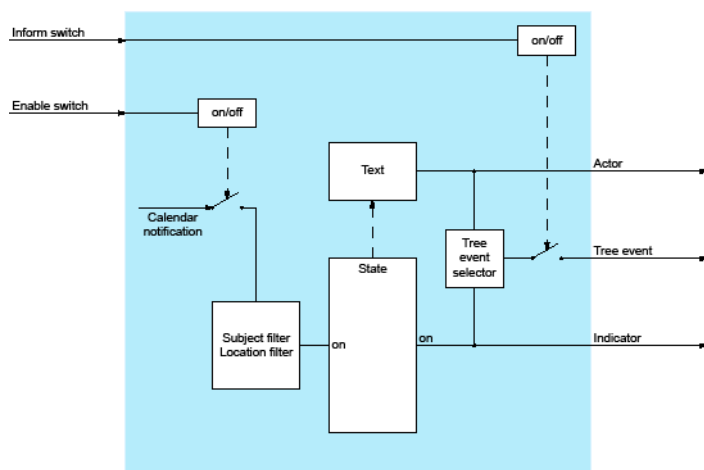 Inform switch
on/off
Enable switch
on/off
Text
Actor
Calendar
notification
Tree
event
selector
Tree event
State
Subject filter
Location filter
on
on
Indicator